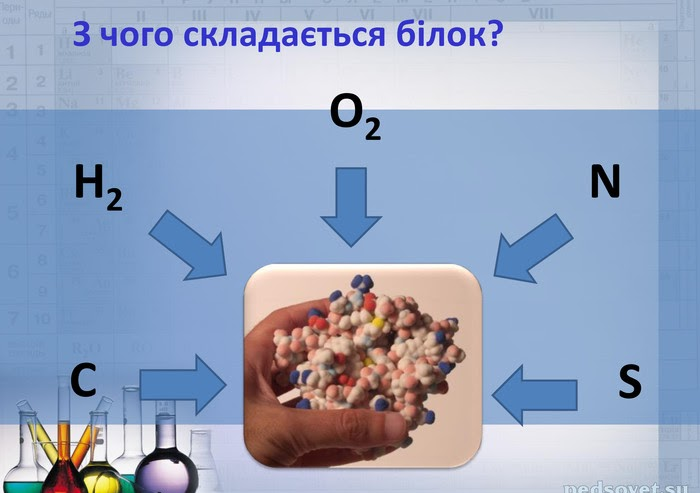 З чого складається білок?
O₂
H₂
N
C
S
pedsovet.su